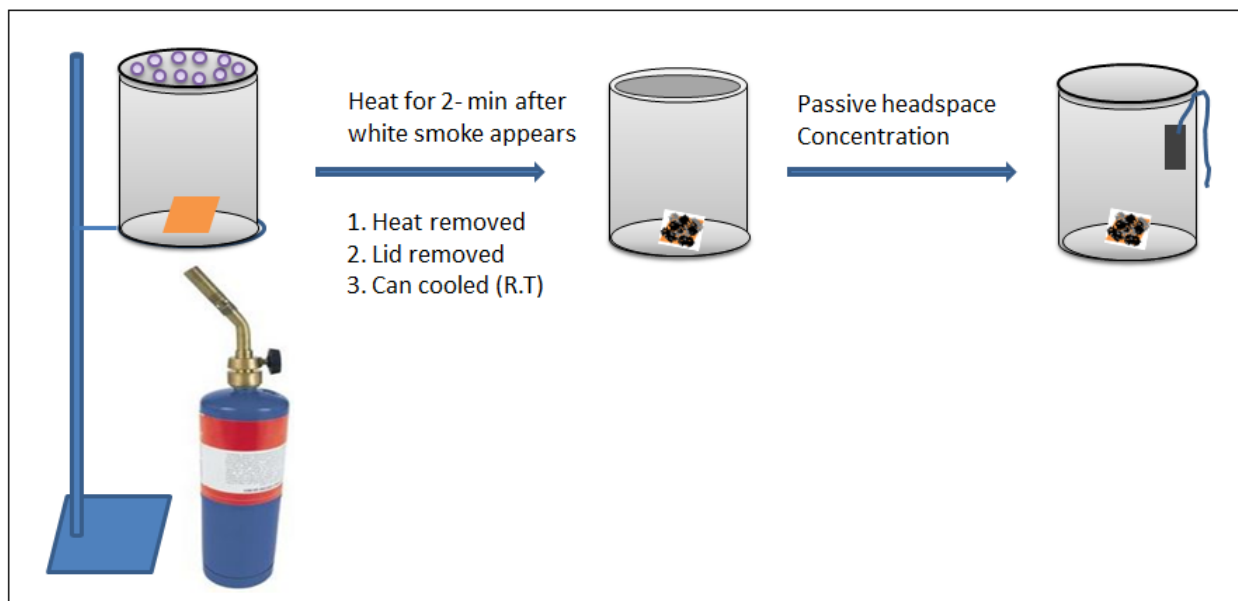 Heat for 2- min after
white smoke appears
1. Heat removed
2. Lid removed
3. Can cooled (R.T)
Passive headspace
Concentration